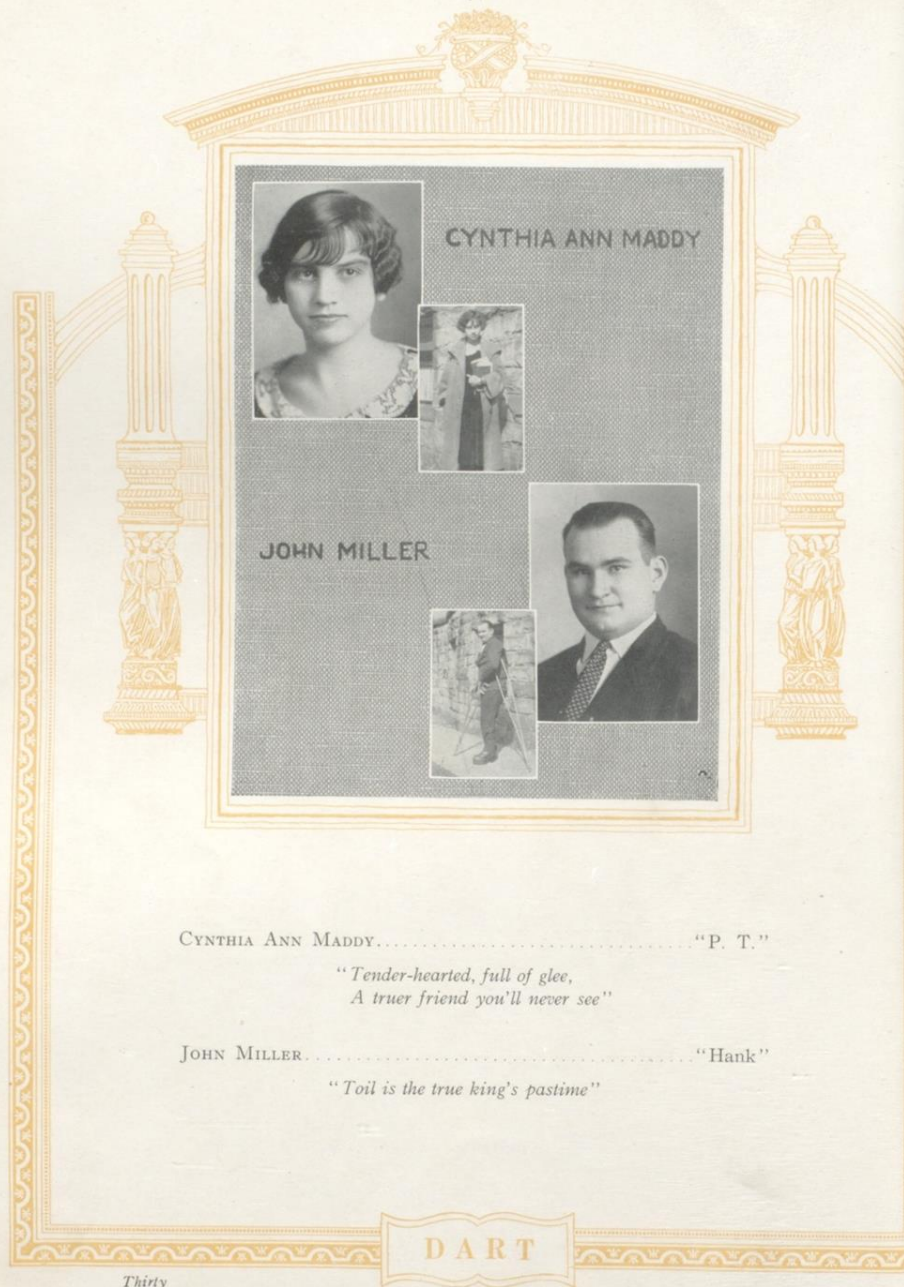 CYNTHIA ANN MADDY
JOHN MILLER
CYNTHIA ANN MADDY................................"P. T."
"Tender-hearted, full of glee,
A truer friend you'll never see"
JOHN MILLER......................................"Hank"
"Toil is the true king's pastime"
DART
Thirty